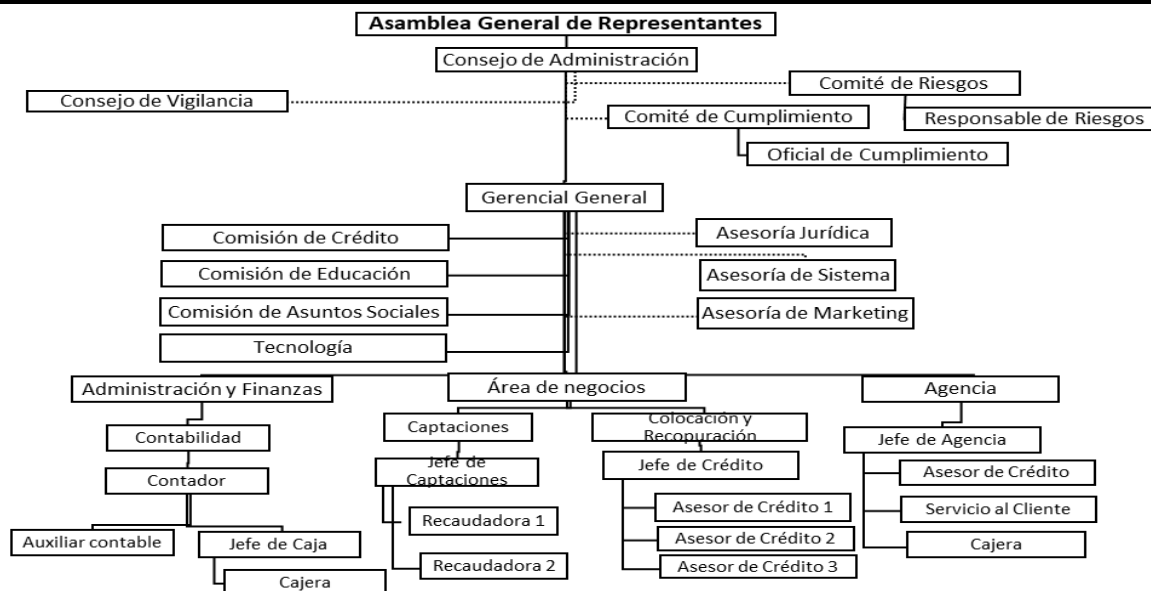 Asamblea General de Representantes
Consejo de Administración
Comité de Riesgos
Consejo de Vigilancia
Comité de Cumplimiento
Responsable de Riesgos
Oficial de Cumplimiento
Gerencial General
Comisión de Crédito
Asesoría Jurídica
Comisión de Educación
Asesoría de Sistema
Comisión de Asuntos Sociales
Asesoría de Marketing
Tecnología
Administración y Finanzas
Área de negocios
Agencia
Contabilidad
Captaciones
Colocación y
Recopuración
Jefe de Agencia
Contador
Jefe de
Captaciones
Jefe de Crédito
Asesor de Crédito
Asesor de Crédito 1
Servicio al Cliente
Recaudadora 1
Auxiliar contable
Jefe de Caja
Asesor de Crédito 2
Cajera
Recaudadora 2
Asesor de Crédito 3
Cajera